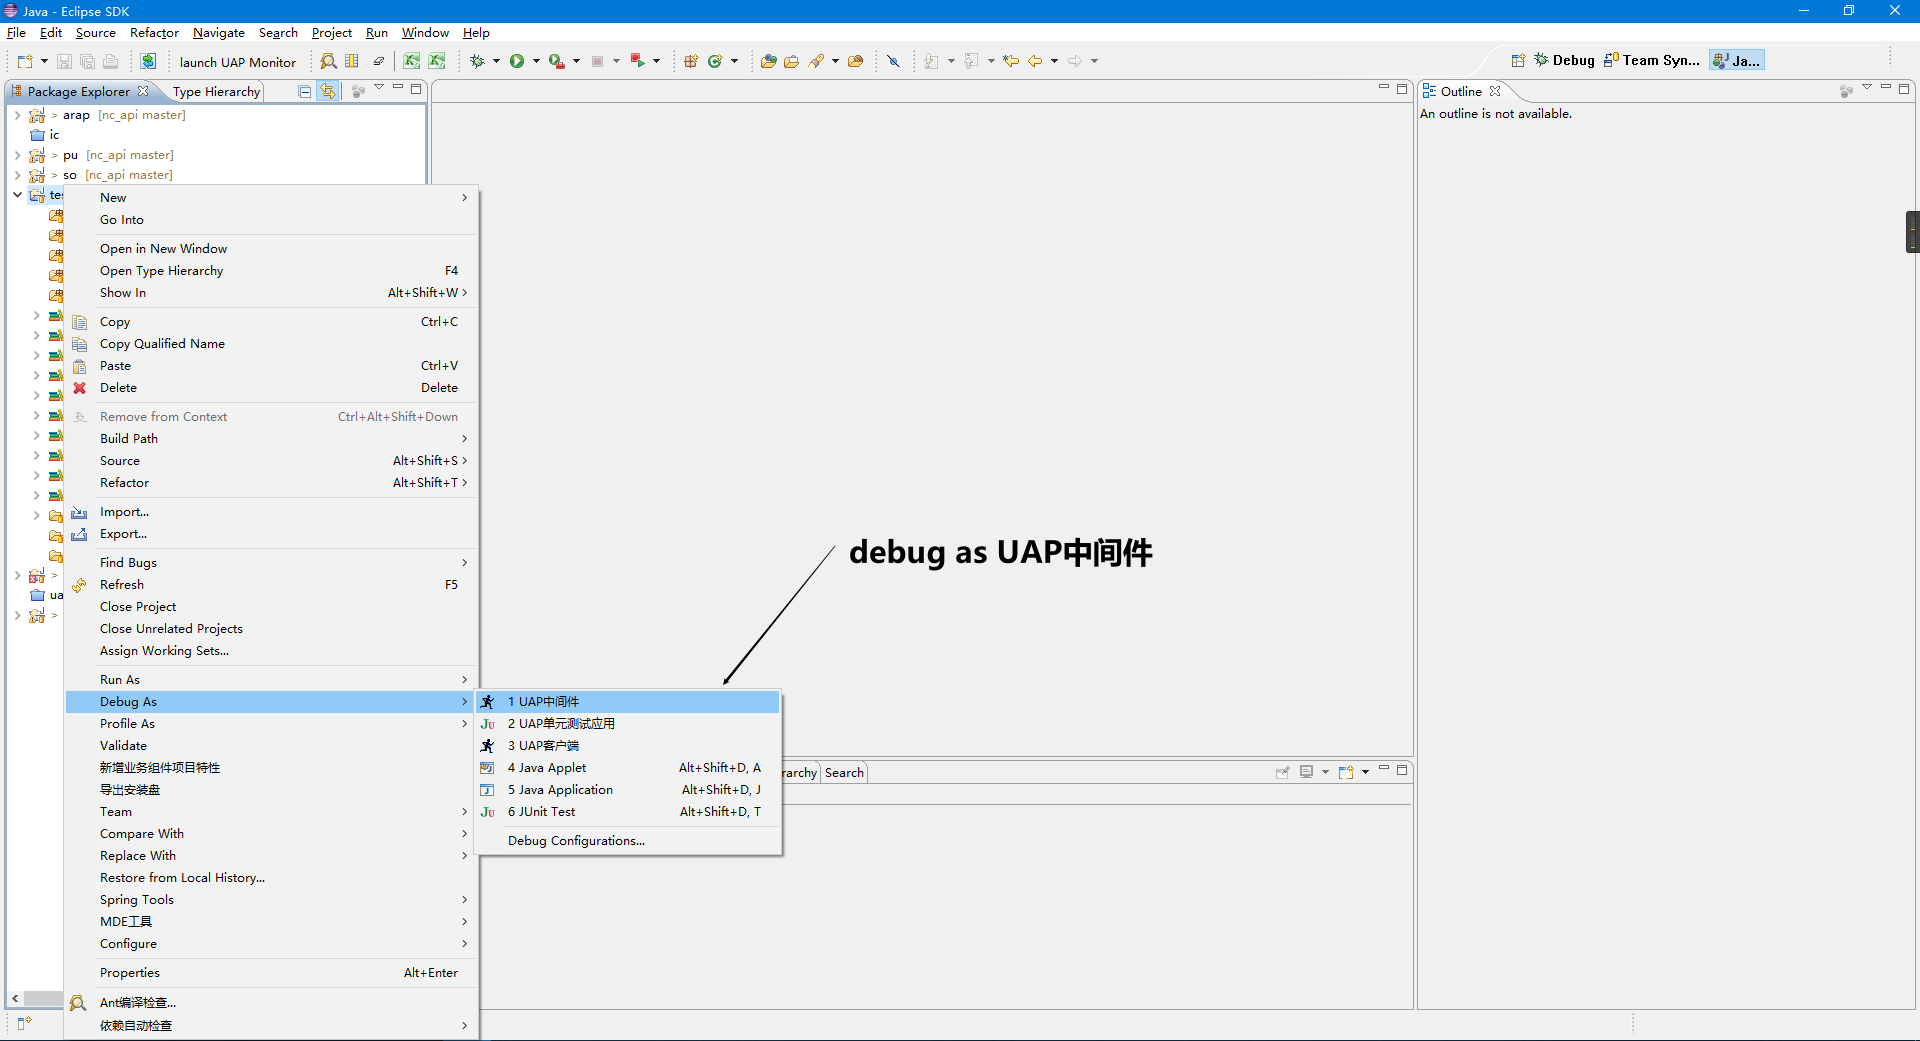 Java - Eclipse SDK
File Edit Source Refactor Navigate Search Project Run Window Help
launch UAP Monitor
Debug Team Syn... Ja...
Package Explorer Type Hierarchy
Outline
An outline is not available.
> arap [nc_api master]
ic
> pu [nc_api master]
> so [nc_api master]
tes
>
ua
>
New
Go Into
Open in New Window
Open Type Hierarchy F4
Show In Alt+Shift+W >
Copy Ctrl+C
Copy Qualified Name
Paste Ctrl+V
Delete Delete
Remove from Context Ctrl+Alt+Shift+Down
Build Path
Source Alt+Shift+S >
Refactor Alt+Shift+T >
Import...
Export...
Find Bugs
Refresh F5
Close Project
Close Unrelated Projects
Assign Working Sets...
Run As
Debug As
Profile As
Validate
新增业务组件项目特性
导出安装盘
Team
Compare With
Replace With
Restore from Local History...
Spring Tools
MDE工具
Configure
Properties Alt+Enter
Ant编译检查...
依赖自动检查
debug as UAP中间件
1 UAP中间件
2 UAP单元测试应用
3 UAP客户端
4 Java Applet Alt+Shift+D, A
5 Java Application Alt+Shift+D, J
6 JUnit Test Alt+Shift+D, T
Debug Configurations...
rarchy Search